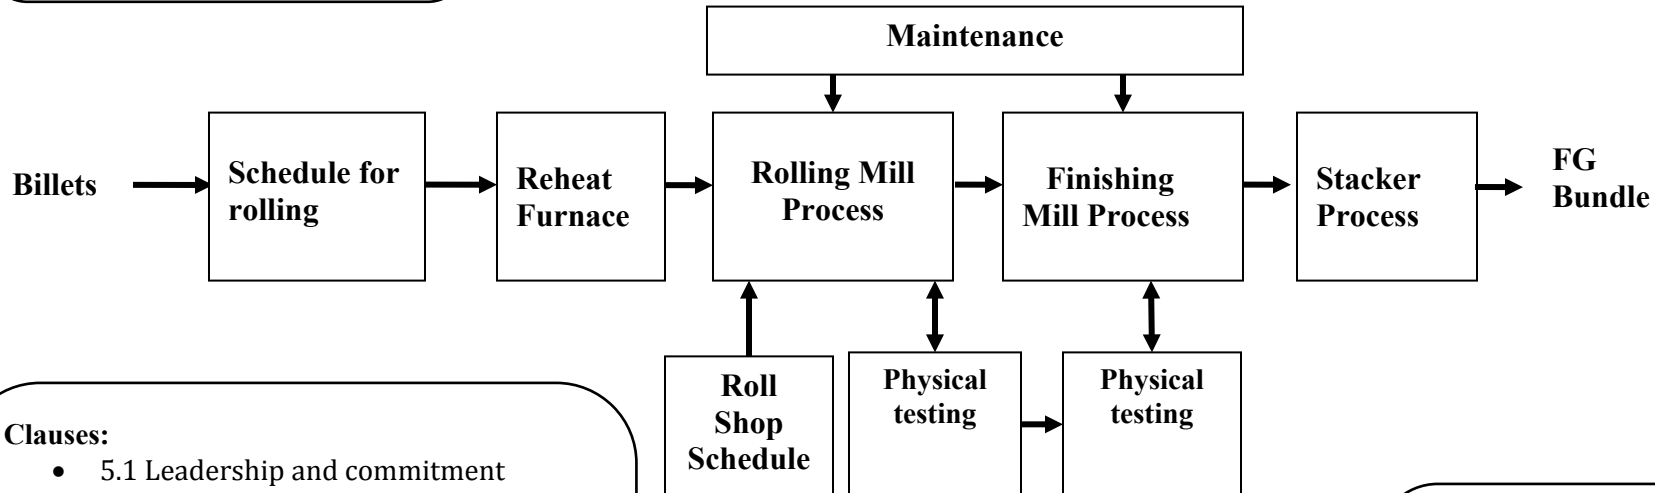 Maintenance
Billets
Schedule for
rolling
Reheat
Furnace
Rolling Mill
Process
Finishing
Mill Process
Stacker
Process
FG
Bundle
Roll
Shop
Schedule
Physical
testing
Physical
testing
Clauses:
• 5.1 Leadership and commitment